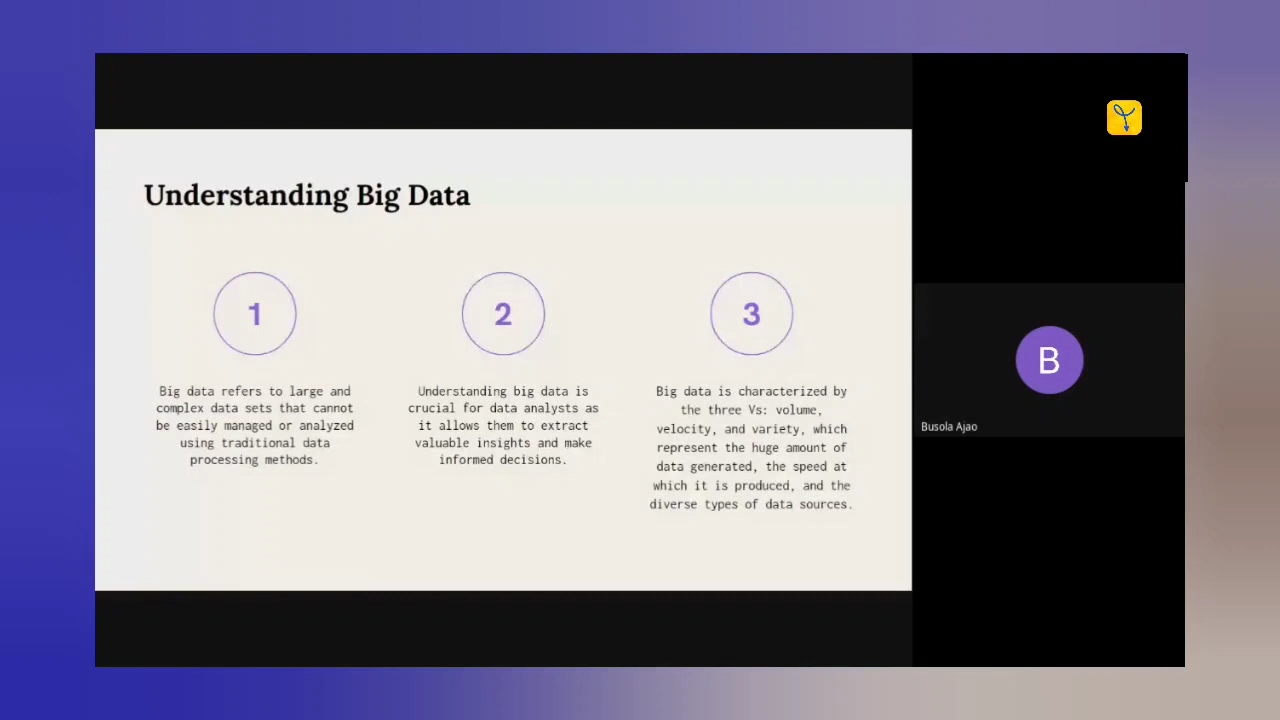 Understanding Big Data
1
Big data refers to large and
complex data sets that cannot
be easily managed or analyzed
using traditional data
processing methods.
2
Understanding big data is
crucial for data analysts as
it allows them to extract
valuable insights and make
informed decisions.
3
Big data is characterized by
the three Vs: volume,
velocity, and variety, which
represent the huge amount of
data generated, the speed at
which it is produced, and the
diverse types of data sources.
B
Busola Ajao